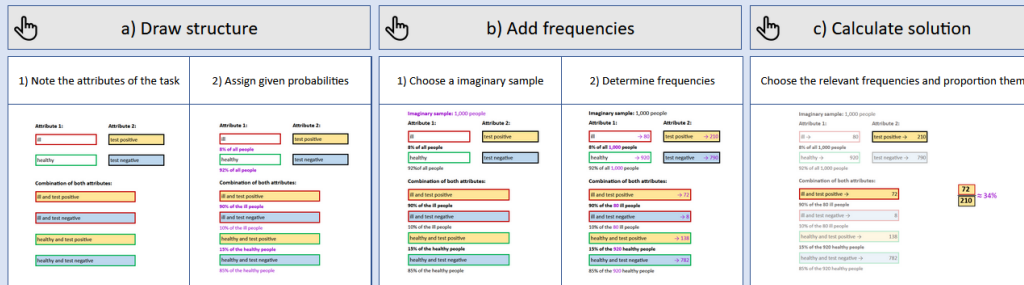 a) Draw structure
1) Note the attributes of the task
Attribute 1:
Attribute 2:
ill
test positive
healthy
test negative
Combination of both attributes:
ill and test positive
ill and test negative
healthy and test positive
healthy and test negative
2) Assign given probabilities
Attribute 1:
Attribute 2:
ill
test positive
8% of all people
healthy
test negative
92% of all people
Combination of both attributes:
ill and test positive
90% of the ill people
ill and test negative
10% of the ill people
healthy and test positive
15% of the healthy people
healthy and test negative
85% of the healthy people
b) Add frequencies
1) Choose a imaginary sample
Imaginary sample: 1,000 people
Attribute 1:
Attribute 2:
ill
test positive
8% of all people
healthy
test negative
92%of all people
Combination of both attributes:
ill and test positive
90% of the ill people
ill and test negative
10% of the ill people
healthy and test positive
15% of the healthy people
healthy and test negative
85% of the healthy people
2) Determine frequencies
Imaginary sample: 1,000 people
Attribute 1:
Attribute 2:
ill → 80
test positive → 210
8% of all 1,000 people
healthy → 920
test negative → 790
92% of all 1,000 people
Combination of both attributes:
ill and test positive → 72
90% of the 80 ill people
ill and test negative → 8
10% of the 80 ill people
healthy and test positive → 138
15% of the 920 healthy people
healthy and test negative → 782
85% of the 920 healthy people
c) Calculate solution
Choose the relevant frequencies and proportion them
Imaginary sample: 1,000 people
Attribute 1:
Attribute 2:
ill → 80
test positive → 210
8% of all 1,000 people
healthy → 920
test negative → 790
92% of all 1,000 people
Combination of both attributes:
ill and test positive → 72
90% of the 80 ill people
ill and test negative → 8
10% of the 80 ill people
healthy and test positive → 138
15% of the 920 healthy people
healthy and test negative → 782
85% of the 920 healthy people
72
210
≈ 34%